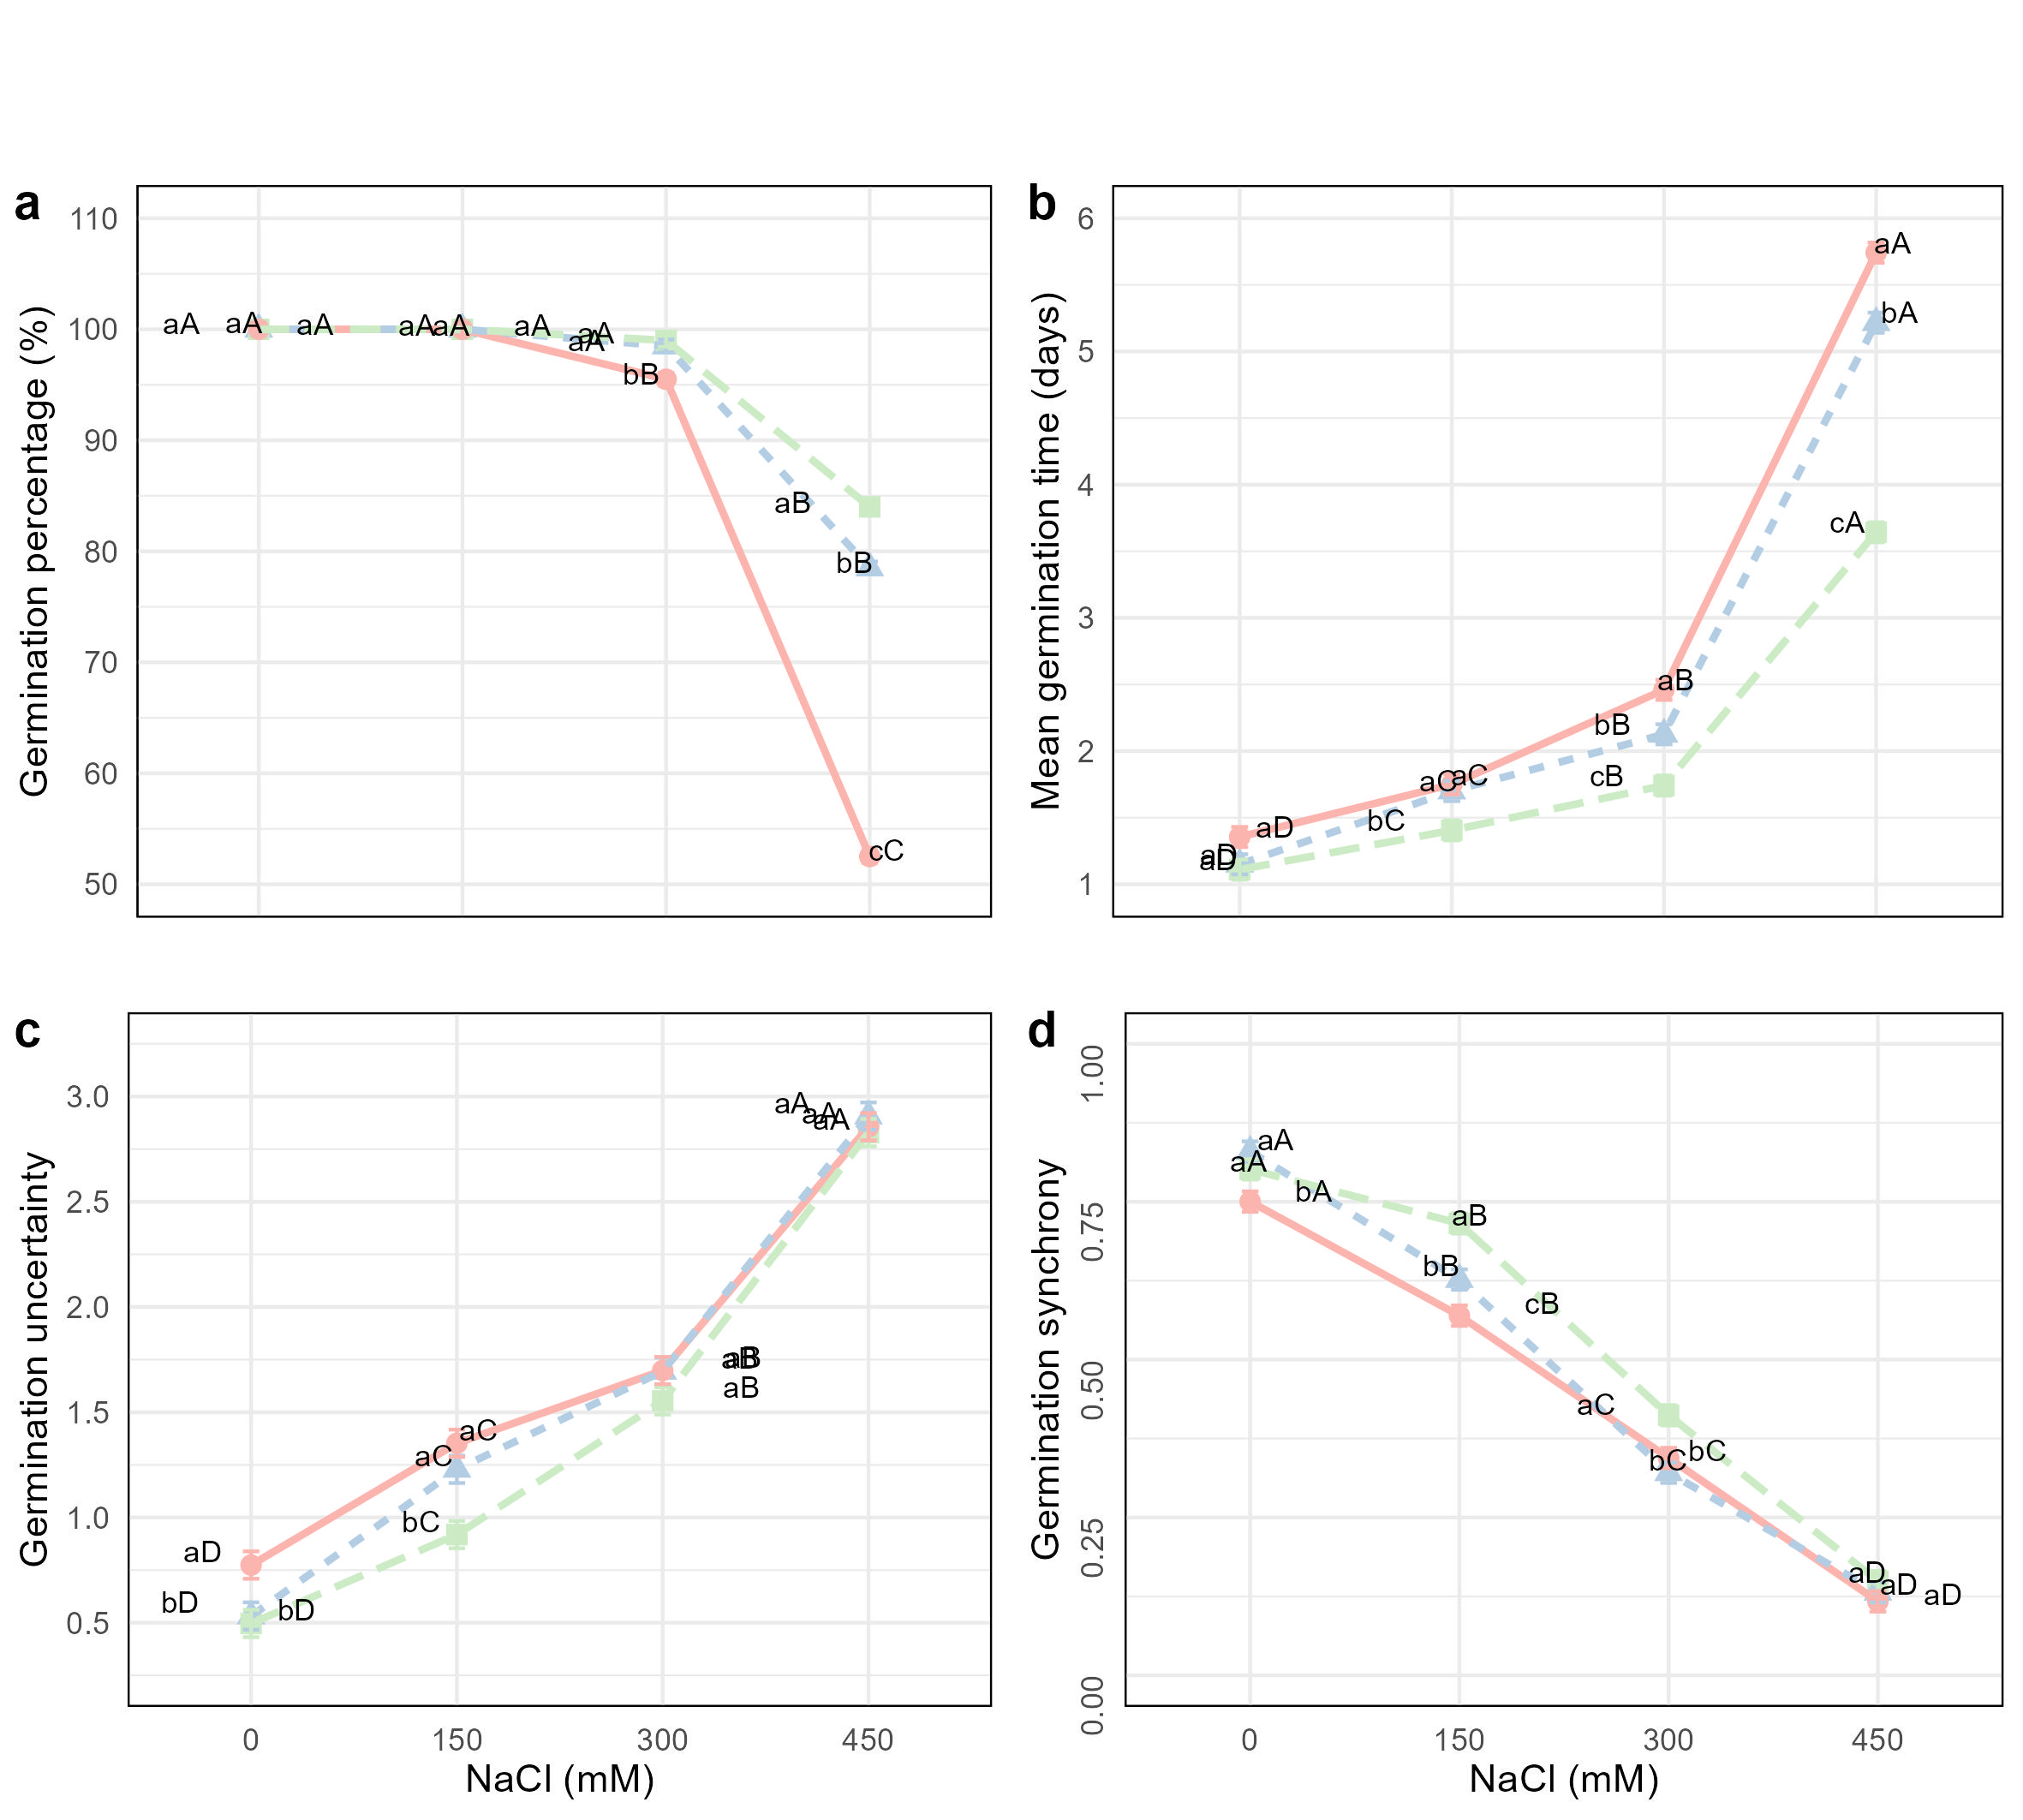 a
Germination percentage (%)
110
100
90
80
70
60
50
aA aA aA aA aA aA aA aA
bB
aB
bB
cC
b
Mean germination time (days)
6
5
4
3
2
1
aA
bA
cA
aB
bB
cB
aC aC
bC
aD
aD
aD
c
Germination uncertainty
3.0
2.5
2.0
1.5
1.0
0.5
aA aA aA
aB aB
aB
aC
aC
bC
aD
bD bD
0 150 300 450
NaCl (mM)
d
Germination synchrony
1.00
0.75
0.50
0.25
0.00
aA
aA
bA
aB
bB
cB
aC
bC bC
aD aD aD
0 150 300 450
NaCl (mM)